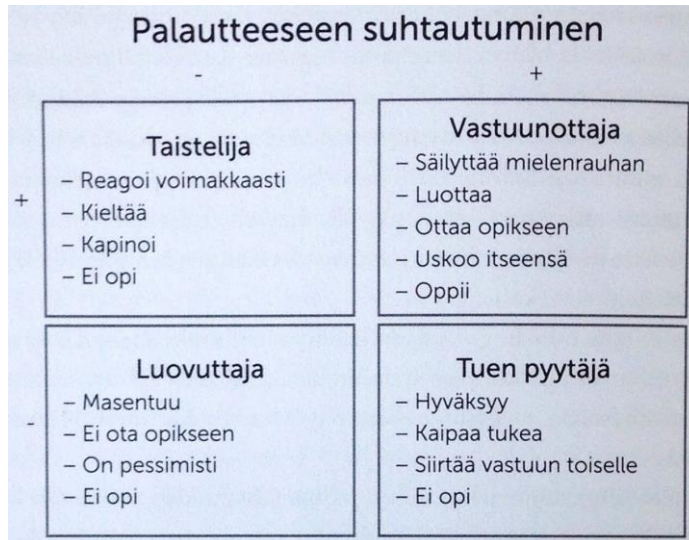 Palautteeseen suhtautuminen
- +
+
Taistelija
– Reagoi voimakkaasti
– Kieltää
– Kapinoi
– Ei opi
Vastuunottaja
– Säilyttää mielenrauhan
– Luottaa
– Ottaa opikseen
– Uskoo itseensä
– Oppii
-
Luovuttaja
– Masentuu
– Ei ota opikseen
– On pessimisti
– Ei opi
Tuen pyytäjä
– Hyväksyy
– Kaipaa tukea
– Siirtää vastuun toiselle
– Ei opi